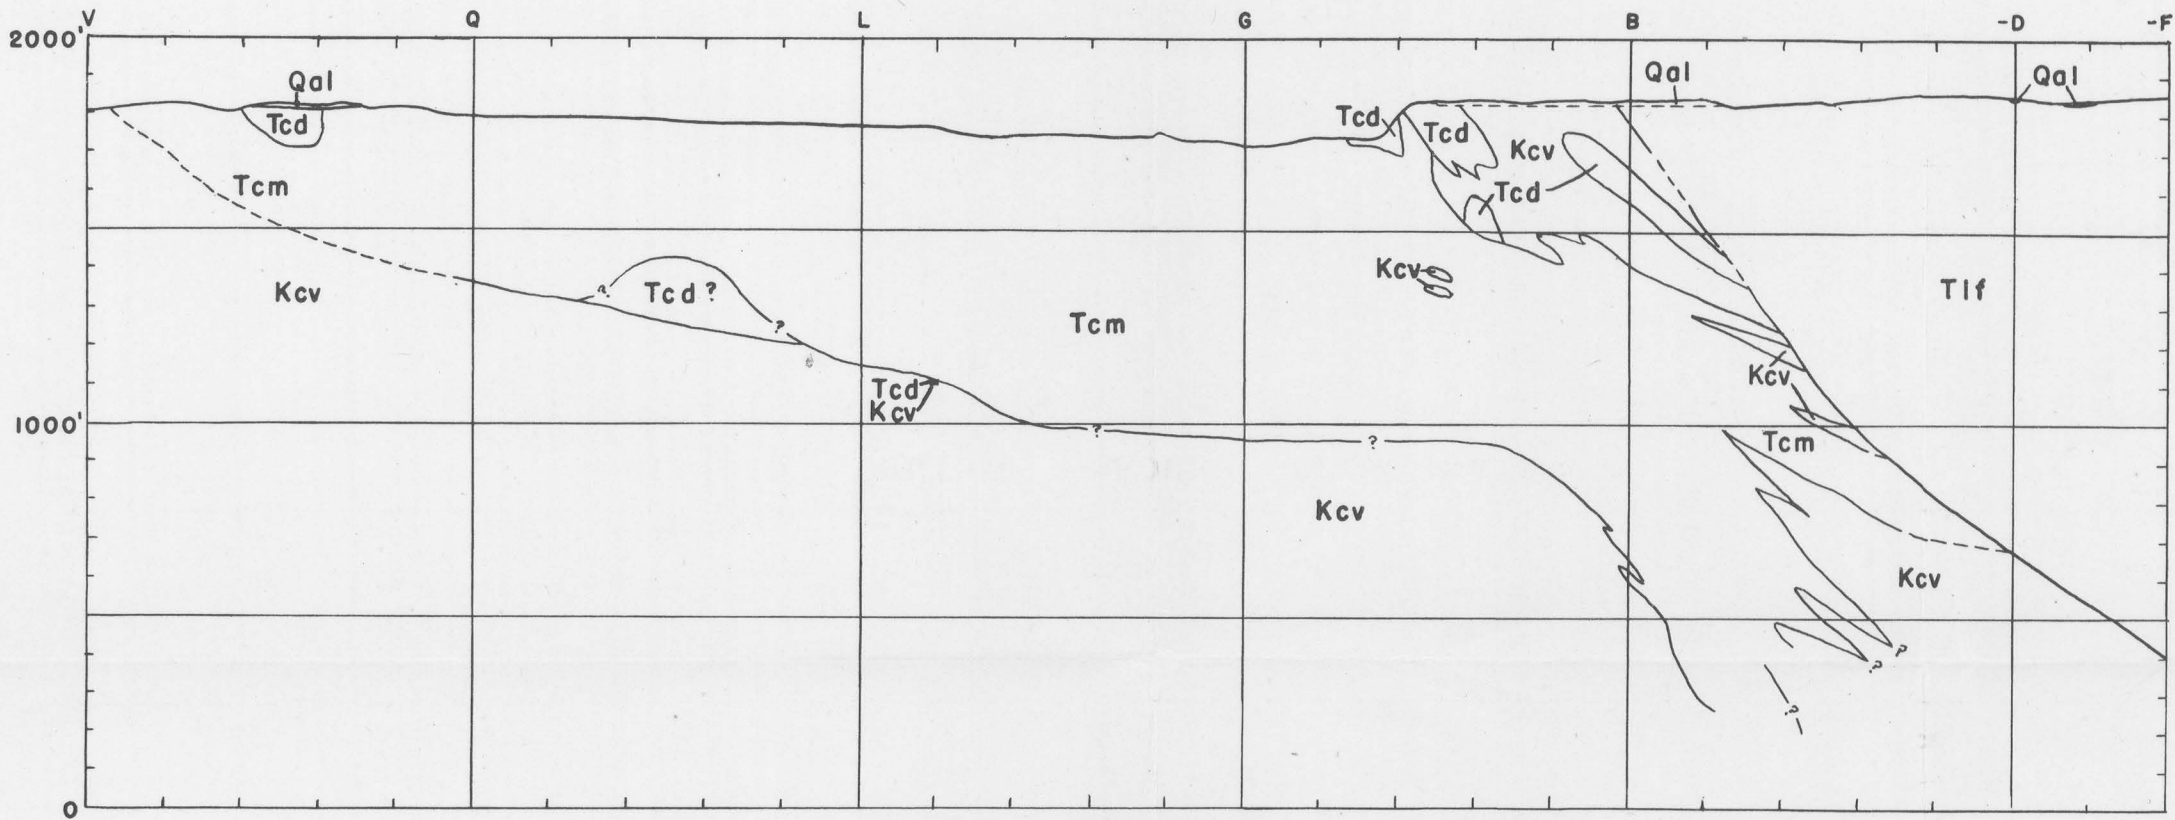 V Q L G B -D -F
2000'
Qal Qal Qal
Tcd Tcd Tcd
Kcv
Tcm
Tcd
Kcv Tcd? Kcv Tlf
?
Tcm
?
Kcv
Tcd
Kcv
1000'
? ?
Tcm
Kcv
Kcv
?
?
?
0